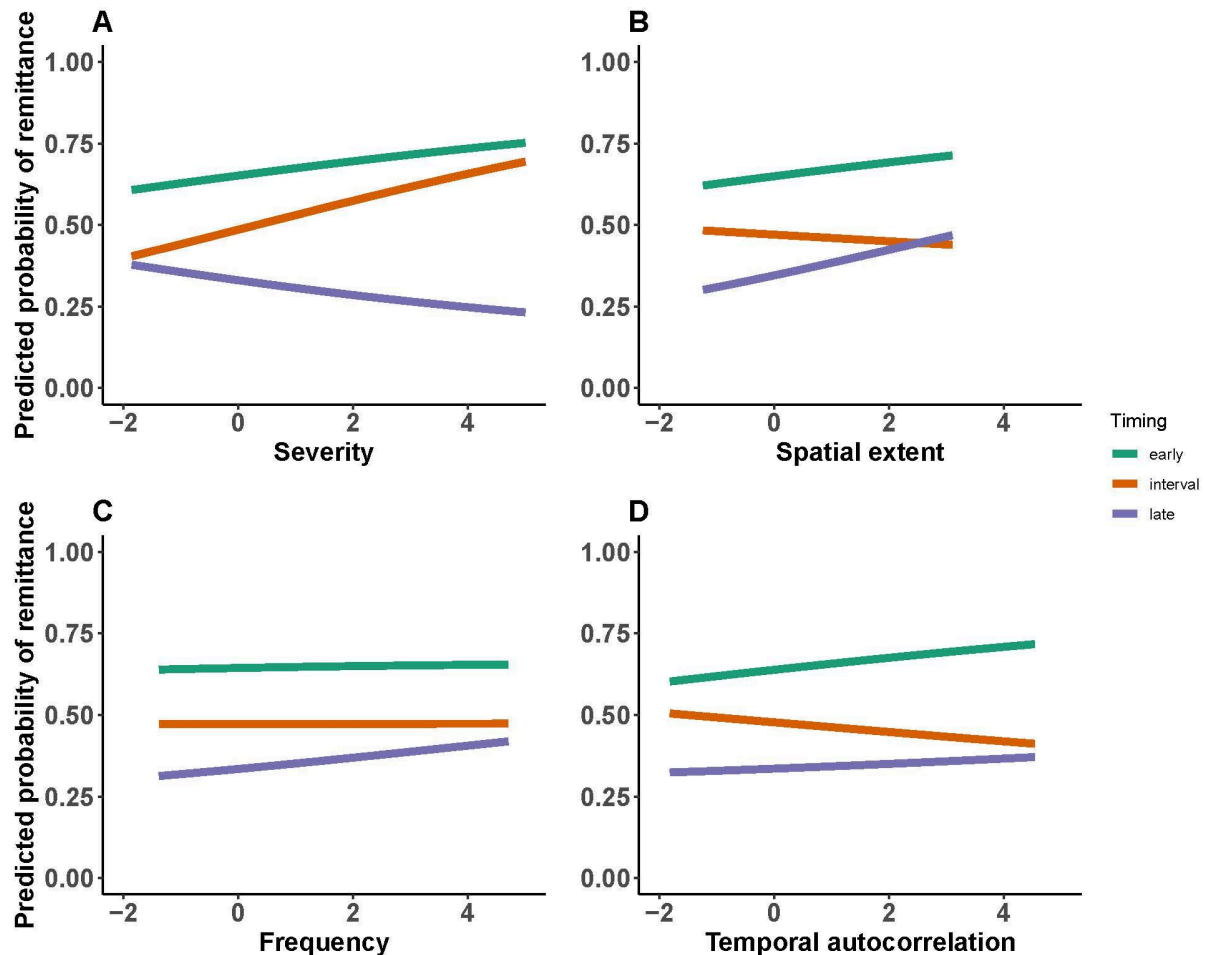 A
Predicted probability of remittance
1.00
0.75
0.50
0.25
0.00
−2 0 2 4
Severity
B
1.00
0.75
0.50
0.25
0.00
−2 0 2 4
Spatial extent
C
Predicted probability of remittance
1.00
0.75
0.50
0.25
0.00
−2 0 2 4
Frequency
D
1.00
0.75
0.50
0.25
0.00
−2 0 2 4
Temporal autocorrelation
Timing
early
interval
late